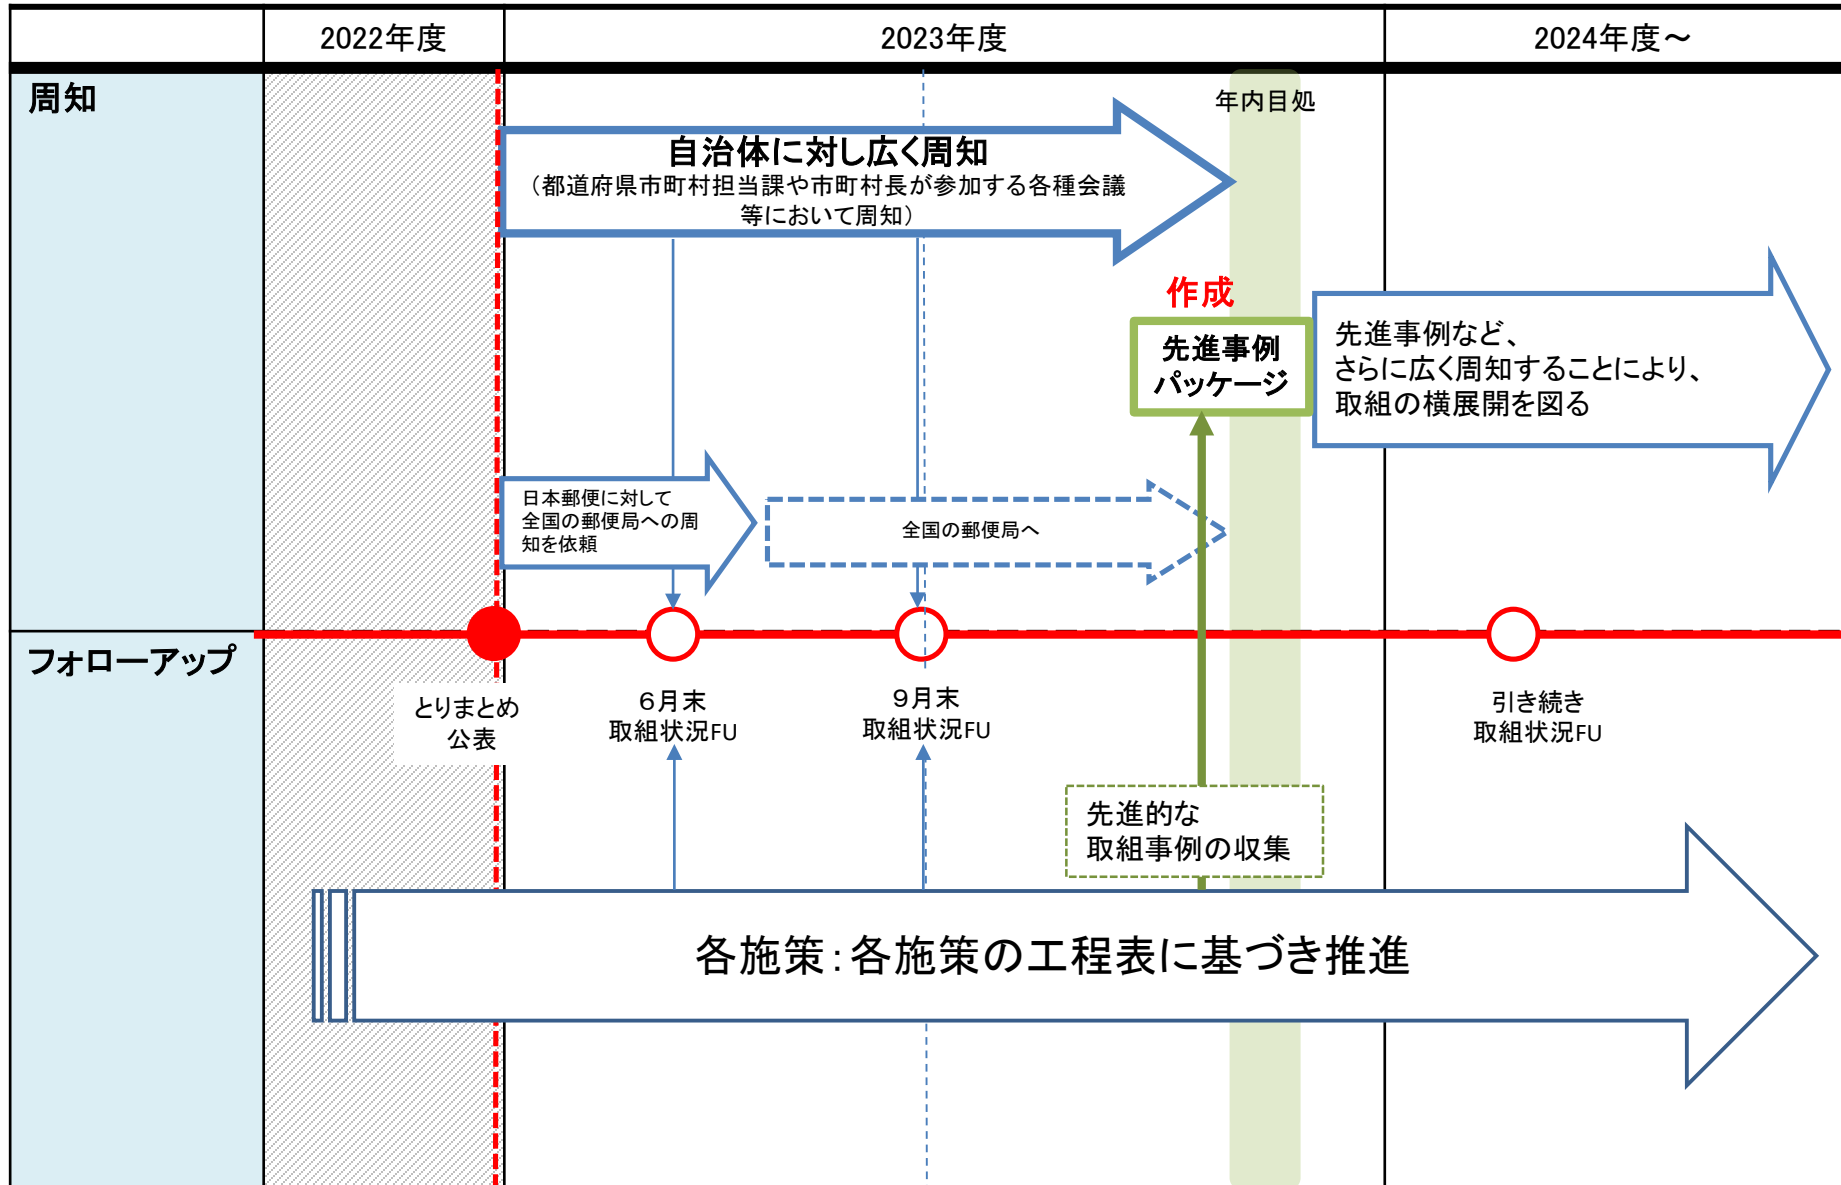 2022年度
2023年度
2024年度～
周知
年内目処
自治体に対し広く周知
（都道府県市町村担当課や市町村長が参加する各種会議
等において周知）
作成
先進事例
パッケージ
先進事例など、
さらに広く周知することにより、
取組の横展開を図る
日本郵便に対して
全国の郵便局への周
知を依頼
全国の郵便局へ
フォローアップ
とりまとめ
公表
６月末
取組状況FU
９月末
取組状況FU
引き続き
取組状況FU
先進的な
取組事例の収集
各施策：各施策の工程表に基づき推進